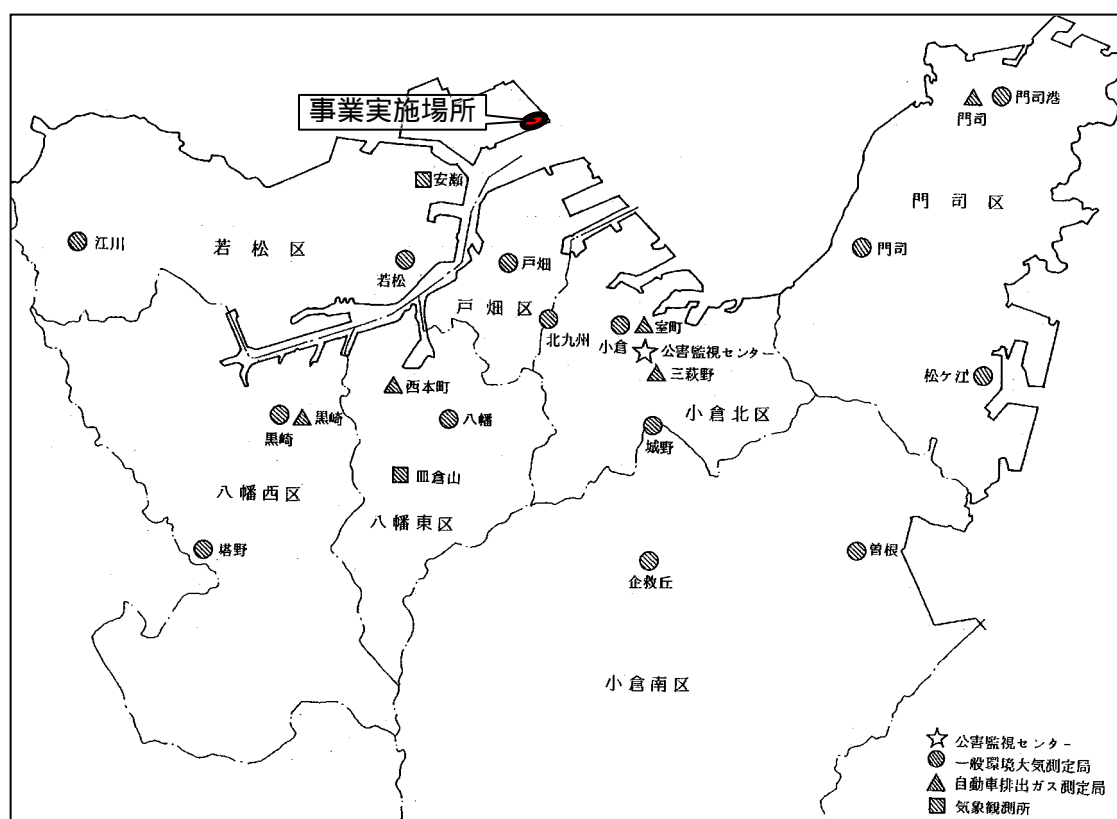 事業実施場所
門司港
門司
安瀬
門司区
江川
若松区
門司
若松
戸畑
戸畑区
北九州
小倉
室町
公害監視センター
三萩野
松ケ江
西本町
小倉北区
黒崎
黒崎
八幡
城野
皿倉山
八幡西区
八幡東区
塔野
曽根
企救丘
小倉南区
公害監視センター
一般環境大気測定局
自動車排出ガス測定局
気象観測所